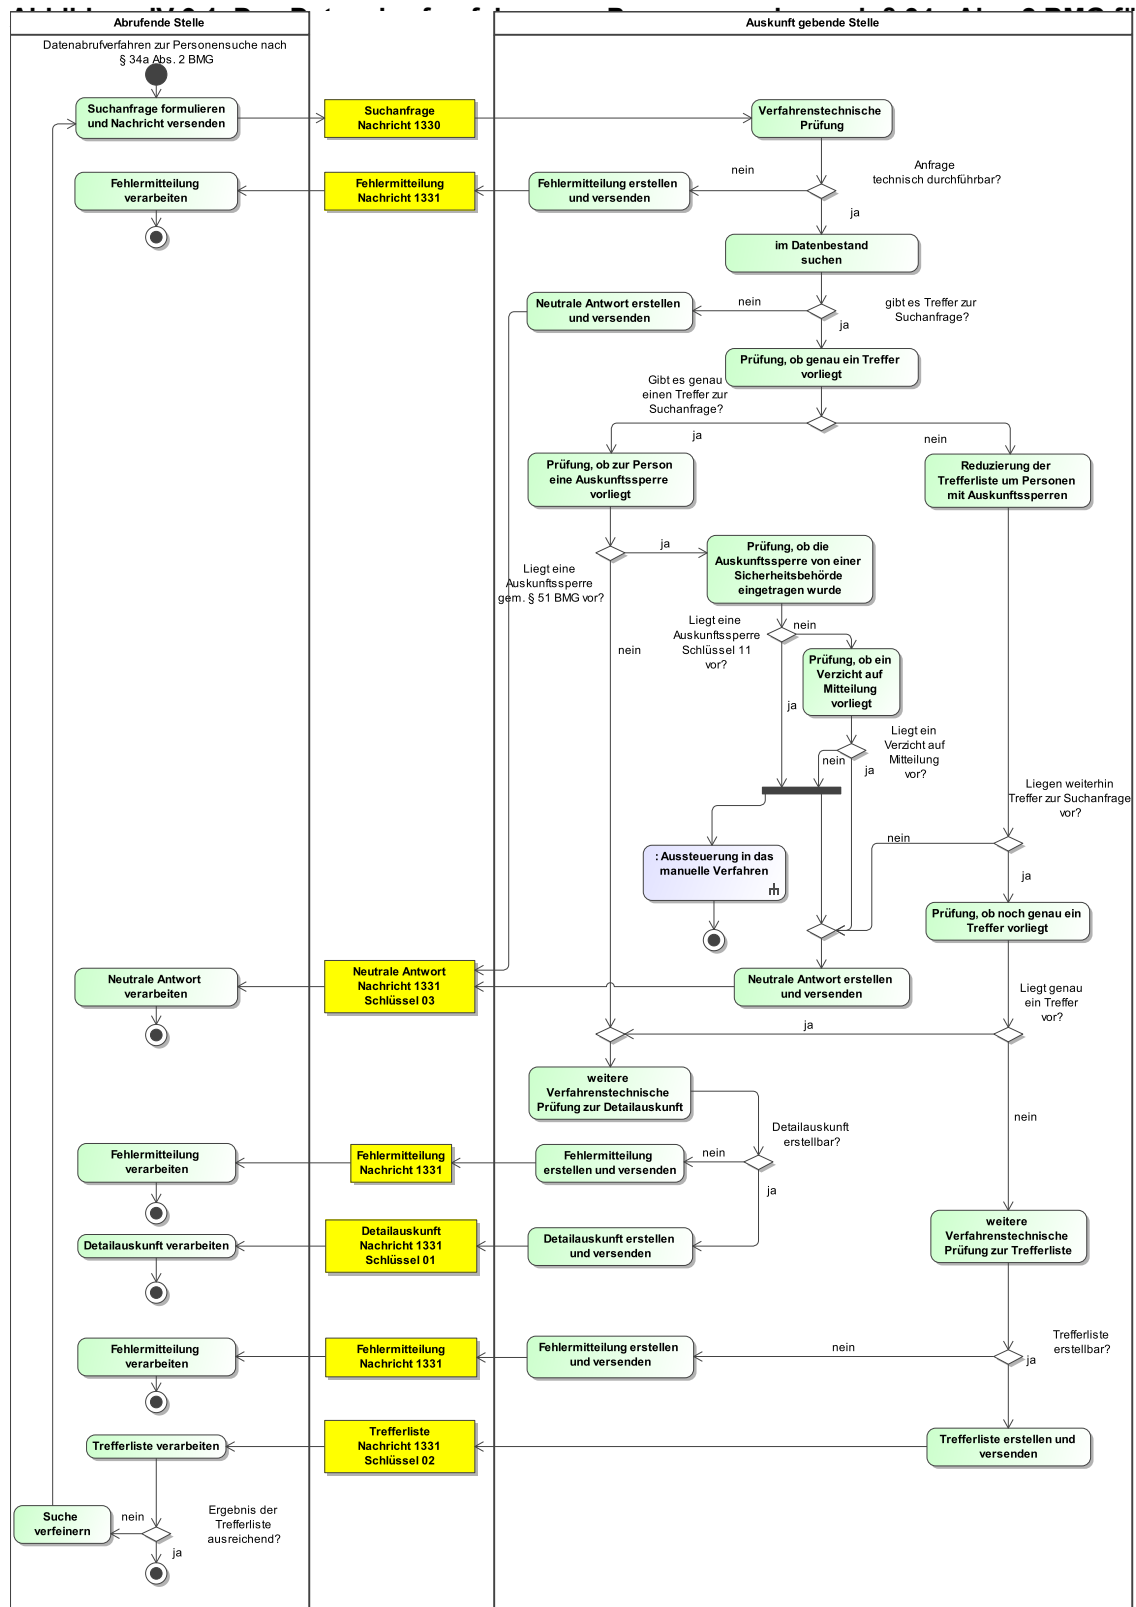 Abrufende Stelle
Auskunft gebende Stelle
Datenabrufverfahren zur Personensuche nach
§ 34a Abs. 2 BMG
Suchanfrage formulieren
und Nachricht versenden
Suchanfrage
Nachricht 1330
Verfahrenstechnische
Prüfung
Anfrage
technisch durchführbar?
nein
ja
Fehlermitteilung
verarbeiten
Fehlermitteilung
Nachricht 1331
Fehlermitteilung erstellen
und versenden
im Datenbestand
suchen
Neutrale Antwort erstellen
und versenden
nein
gibt es Treffer zur
Suchanfrage?
ja
Prüfung, ob genau ein Treffer
vorliegt
Gibt es genau
einen Treffer zur
Suchanfrage?
ja
nein
Prüfung, ob zur Person
eine Auskunftssperre
vorliegt
Reduzierung der
Trefferliste um Personen
mit Auskunftssperren
ja
Prüfung, ob die
Auskunftssperre von einer
Sicherheitsbehörde
eingetragen wurde
Liegt eine
Auskunftssperre
gem. § 51 BMG vor?
nein
Liegt eine
Auskunftssperre
Schlüssel 11
vor?
nein
Prüfung, ob ein
Verzicht auf
Mitteilung
vorliegt
ja
Liegt ein
Verzicht auf
Mitteilung
vor?
nein
ja
Liegen weiterhin
Treffer zur Suchanfrage
vor?
nein
ja
: Aussteuerung in das
manuelle Verfahren
Prüfung, ob noch genau ein
Treffer vorliegt
Neutrale Antwort
verarbeiten
Neutrale Antwort
Nachricht 1331
Schlüssel 03
Neutrale Antwort erstellen
und versenden
Liegt genau
ein Treffer
vor?
ja
nein
weitere
Verfahrenstechnische
Prüfung zur Detailauskunft
Detailauskunft
erstellbar?
nein
ja
Fehlermitteilung
verarbeiten
Fehlermitteilung
Nachricht 1331
Fehlermitteilung
erstellen und versenden
Detailauskunft verarbeiten
Detailauskunft
Nachricht 1331
Schlüssel 01
Detailauskunft erstellen
und versenden
weitere
Verfahrenstechnische
Prüfung zur Trefferliste
Trefferliste
erstellbar?
nein
ja
Fehlermitteilung
verarbeiten
Fehlermitteilung
Nachricht 1331
Fehlermitteilung erstellen
und versenden
Trefferliste verarbeiten
Trefferliste
Nachricht 1331
Schlüssel 02
Trefferliste erstellen und
versenden
Suche
verfeinern
nein
Ergebnis der
Trefferliste
ausreichend?
ja